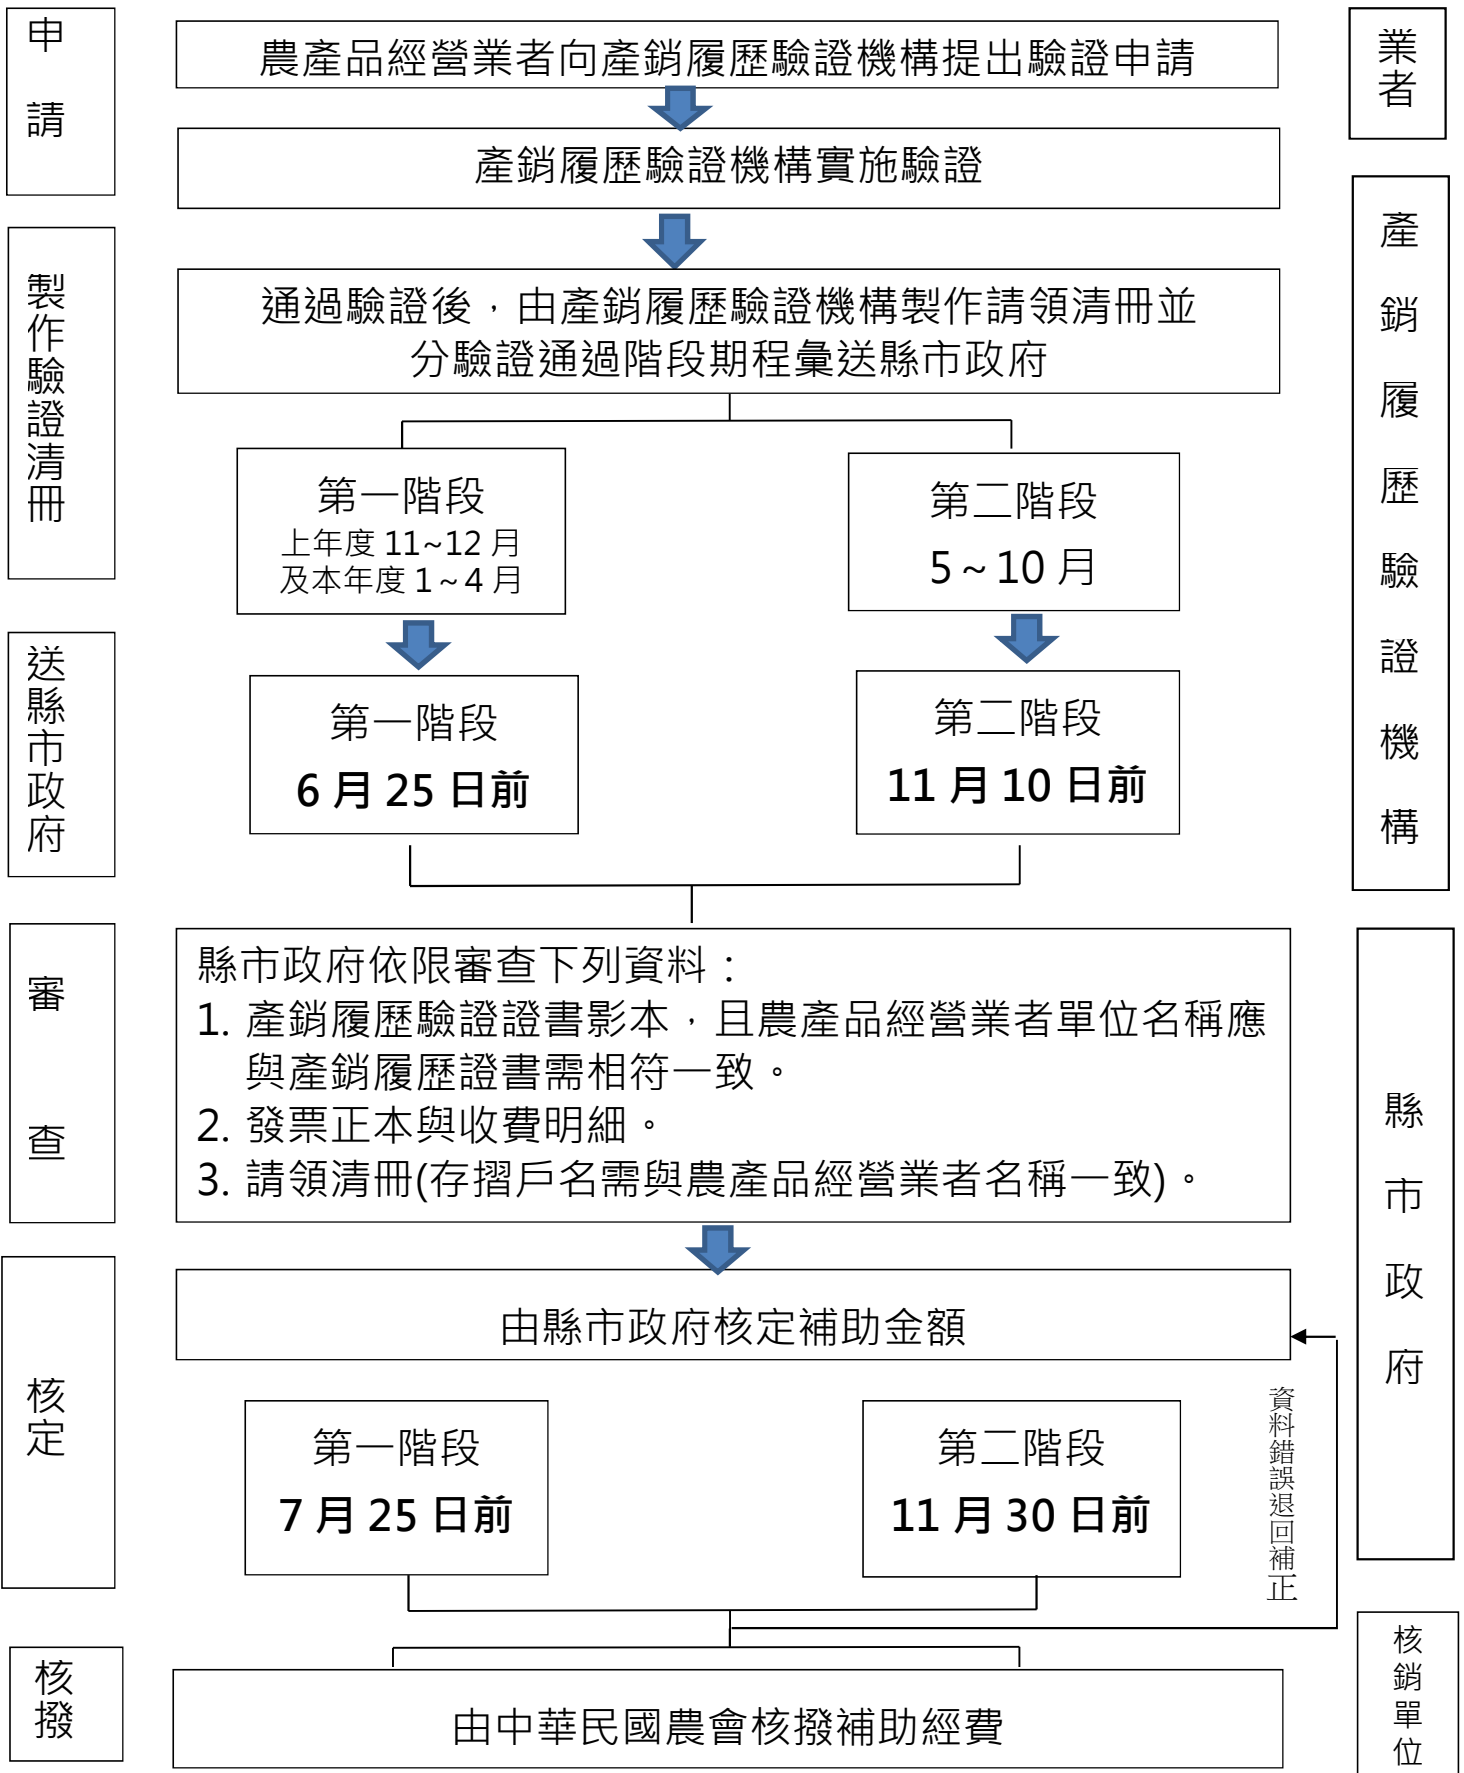 申請
農產品經營業者向產銷履歷驗證機構提出驗證申請
業者
產銷履歷驗證機構實施驗證
產銷履歷驗證機構
製作驗證清冊
通過驗證後，由產銷履歷驗證機構製作請領清冊並
分驗證通過階段期程彙送縣市政府
第一階段
上年度 11~12 月
及本年度 1～4 月
第二階段
5～10 月
送縣市政府
第一階段
6 月 25 日前
第二階段
11 月 10 日前
審查
縣市政府依限審查下列資料：
1. 產銷履歷驗證證書影本，且農產品經營業者單位名稱應
與產銷履歷證書需相符一致。
2. 發票正本與收費明細。
3. 請領清冊(存摺戶名需與農產品經營業者名稱一致)。
縣市政府
核定
由縣市政府核定補助金額
第一階段
7 月 25 日前
第二階段
11 月 30 日前
資料錯誤退回補正
核撥
由中華民國農會核撥補助經費
核銷單位